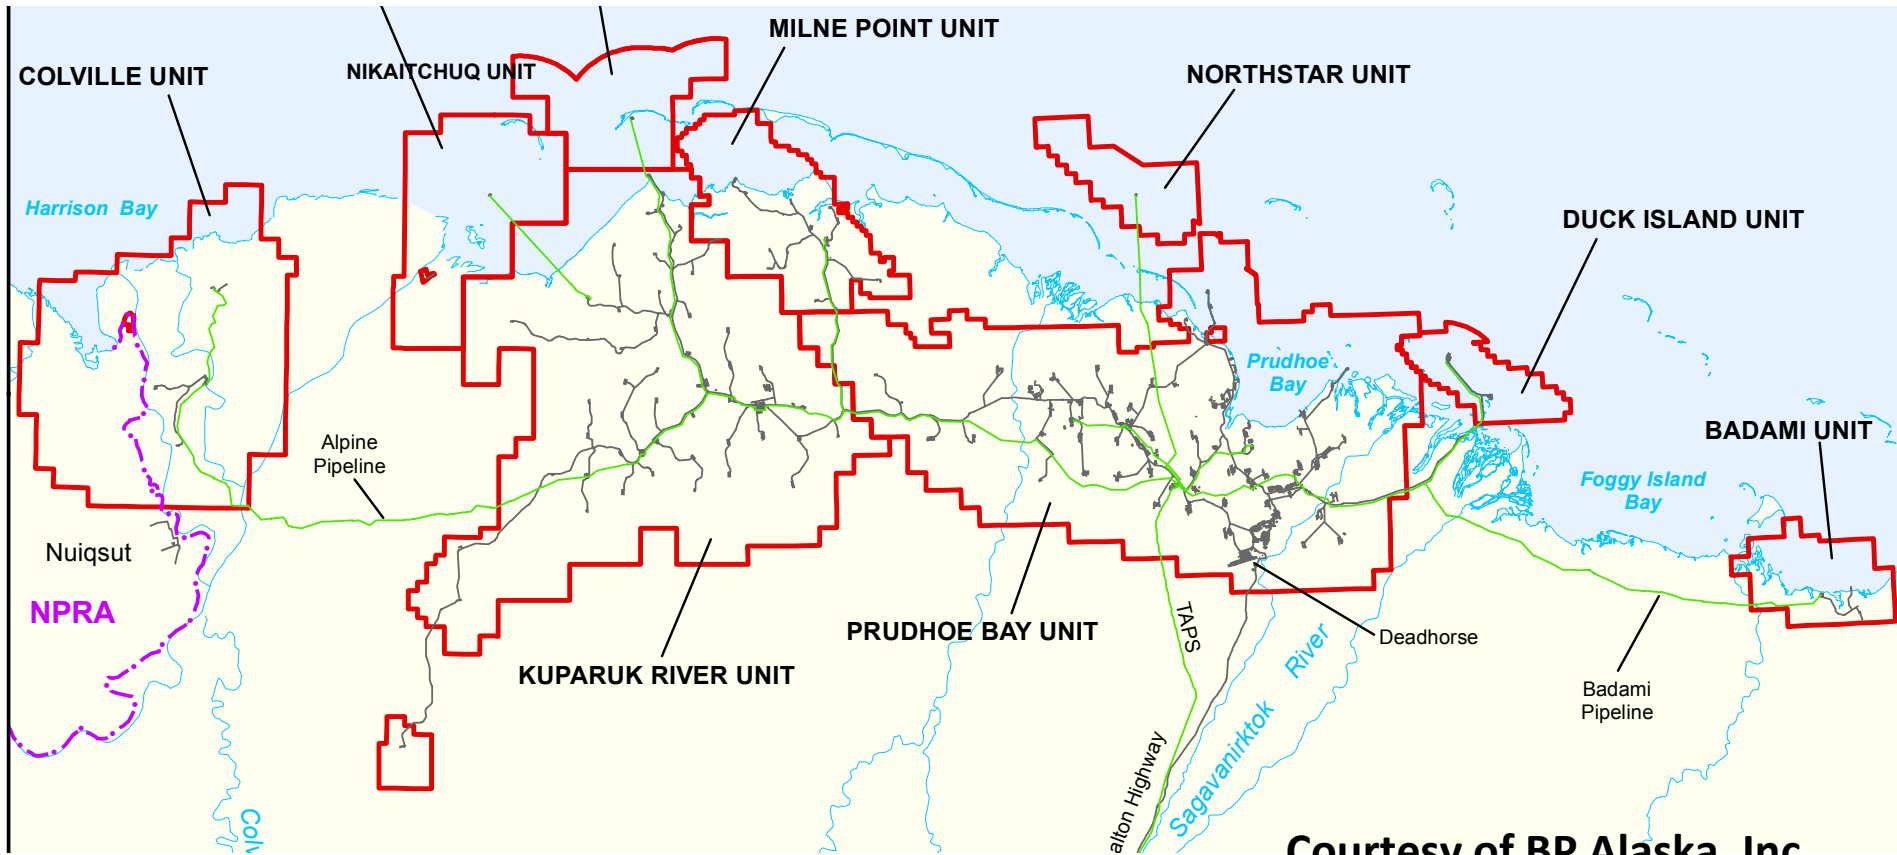 MILNE POINT UNIT
COLVILLE UNIT
NIKAITCHUQ UNIT
NORTHSTAR UNIT
Harrison Bay
DUCK ISLAND UNIT
Prudhoe
Bay
BADAMI UNIT
Alpine
Pipeline
Foggy Island
Bay
Nuiqsut
NPRA
PRUDHOE BAY UNIT
TAPS
Deadhorse
KUPARUK RIVER UNIT
Badami
Pipeline
Sagavanirktok River
alton Highway
Colv
Courtesy of BP Alaska, Inc